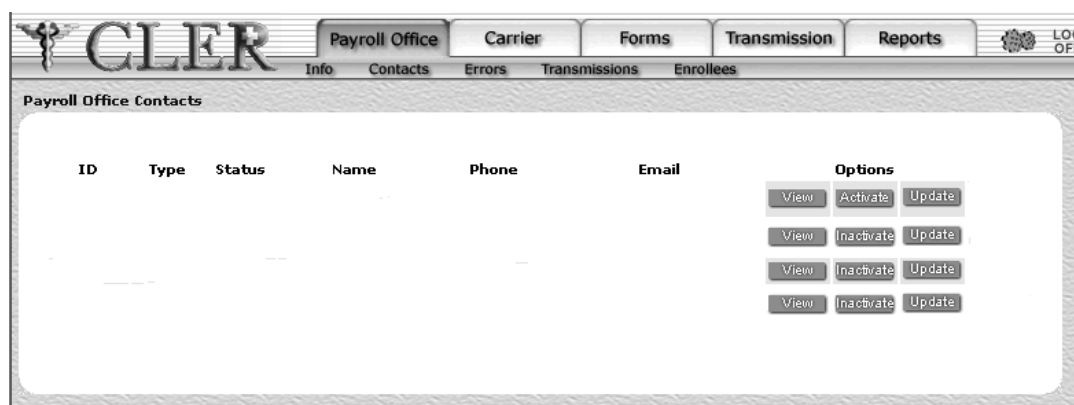 CLER
Payroll Office Carrier Forms Transmission Reports
Info Contacts Errors Transmissions Enrollees
Payroll Office Contacts
ID Type Status Name Phone Email Options
View Activate Update
View Inactivate Update
View Inactivate Update
View Inactivate Update